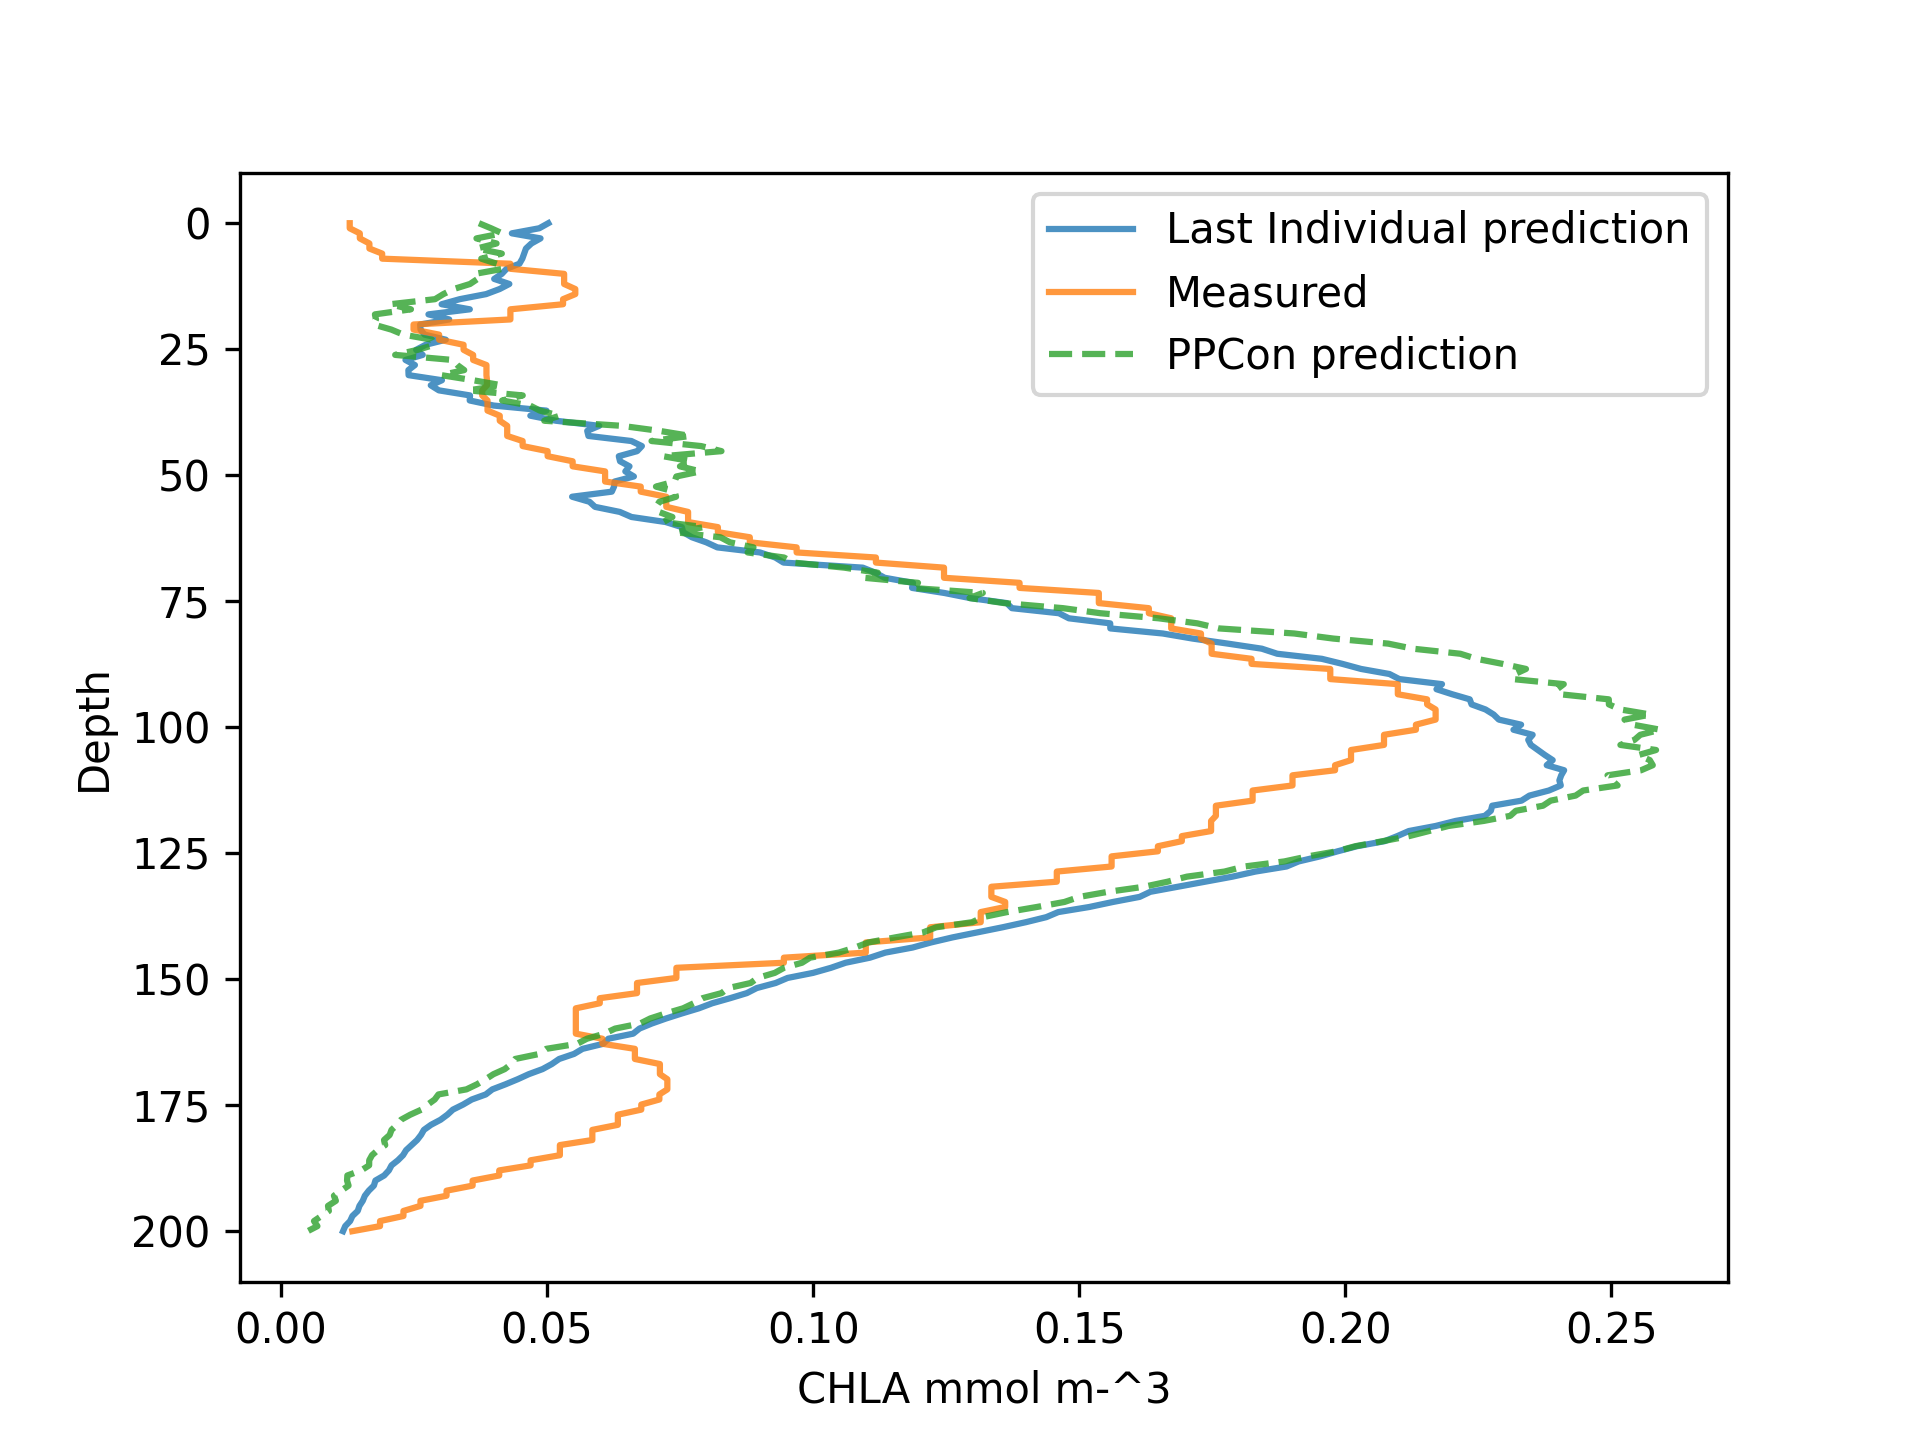 Last Individual prediction
Measured
PPCon prediction
0
25
50
75
100
125
150
175
200
Depth
0.00 0.05 0.10 0.15 0.20 0.25
CHLA mmol m-^3